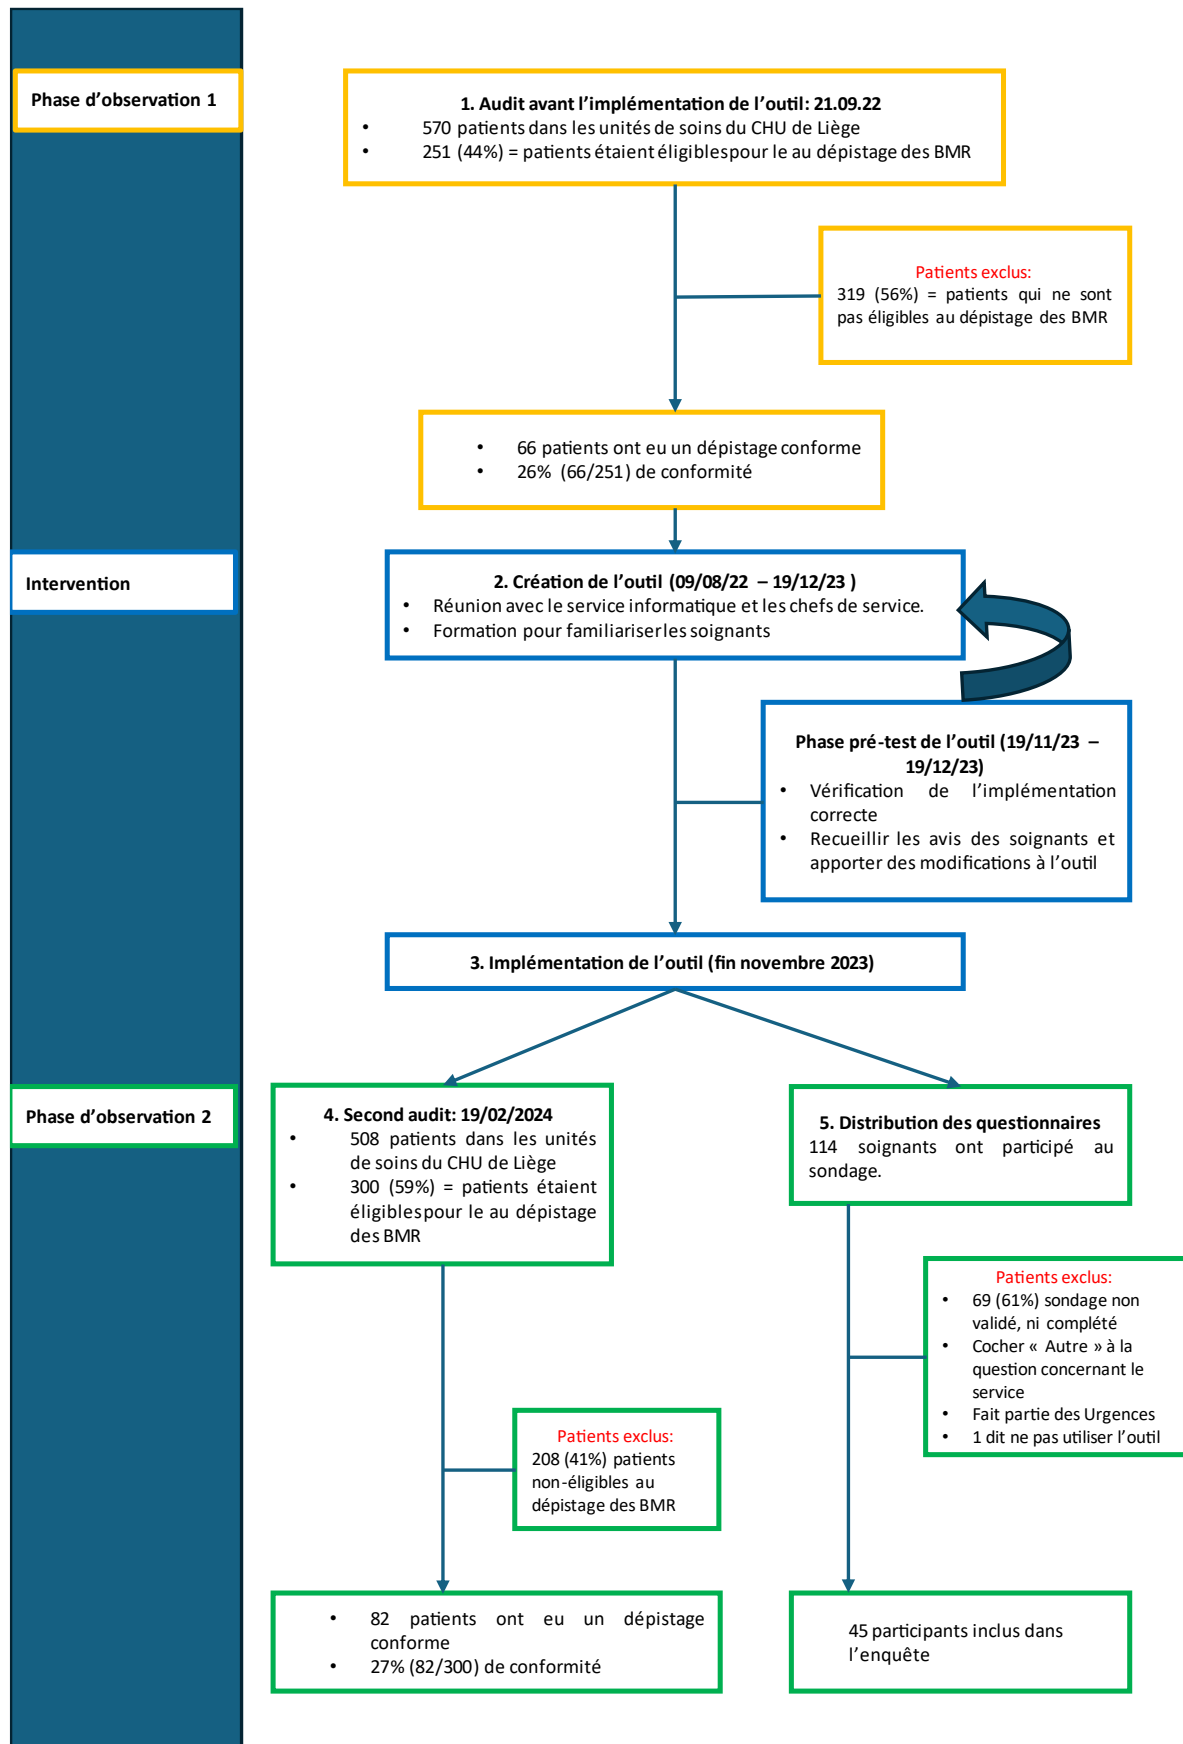 Phase d'observation 1
1. Audit avant l'implémentation de l'outil: 21.09.22
• 570 patients dans les unités de soins du CHU de Liège
• 251 (44%) = patients étaient éligibles pour le au dépistage des BMR
Patients exclus:
319 (56%) = patients qui ne sont
pas éligibles au dépistage des BMR
• 66 patients ont eu un dépistage conforme
• 26% (66/251) de conformité
Intervention
2. Création de l'outil (09/08/22 – 19/12/23 )
• Réunion avec le service informatique et les chefs de service.
• Formation pour familiariser les soignants
Phase pré-test de l'outil (19/11/23 –
19/12/23)
• Vérification de l'implémentation
correcte
• Recueillir les avis des soignants et
apporter des modifications à l'outil
3. Implémentation de l'outil (fin novembre 2023)
Phase d'observation 2
4. Second audit: 19/02/2024
• 508 patients dans les unités
de soins du CHU de Liège
• 300 (59%) = patients étaient
éligibles pour le au dépistage
des BMR
5. Distribution des questionnaires
114 soignants ont participé au
sondage.
Patients exclus:
• 69 (61%) sondage non
validé, ni complété
• Cocher « Autre » à la
question concernant le
service
• Fait partie des Urgences
• 1 dit ne pas utiliser l'outil
Patients exclus:
208 (41%) patients
non-éligibles au
dépistage des BMR
• 82 patients ont eu un dépistage
conforme
• 27% (82/300) de conformité
45 participants inclus dans
l'enquête